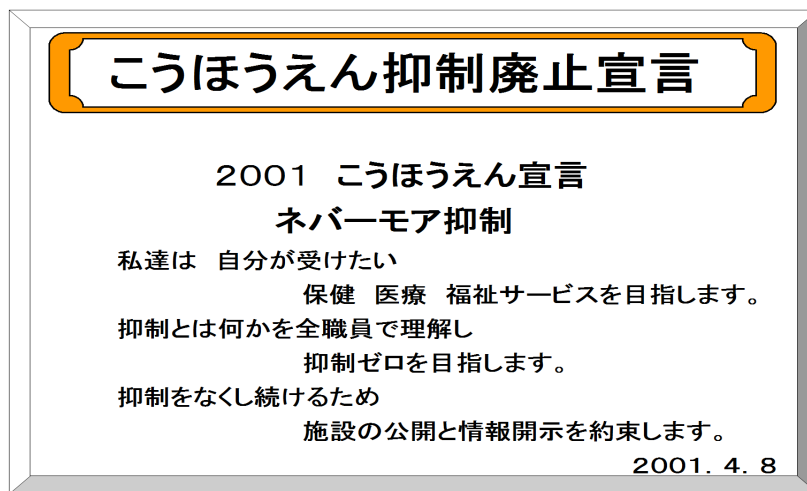 こうほうえん抑制廃止宣言
2001　こうほうえん宣言
ネバーモア抑制
私達は　自分が受けたい
保健　医療　福祉サービスを目指します。
抑制とは何かを全職員で理解し
抑制ゼロを目指します。
抑制をなくし続けるため
施設の公開と情報開示を約束します。
2001．4．8